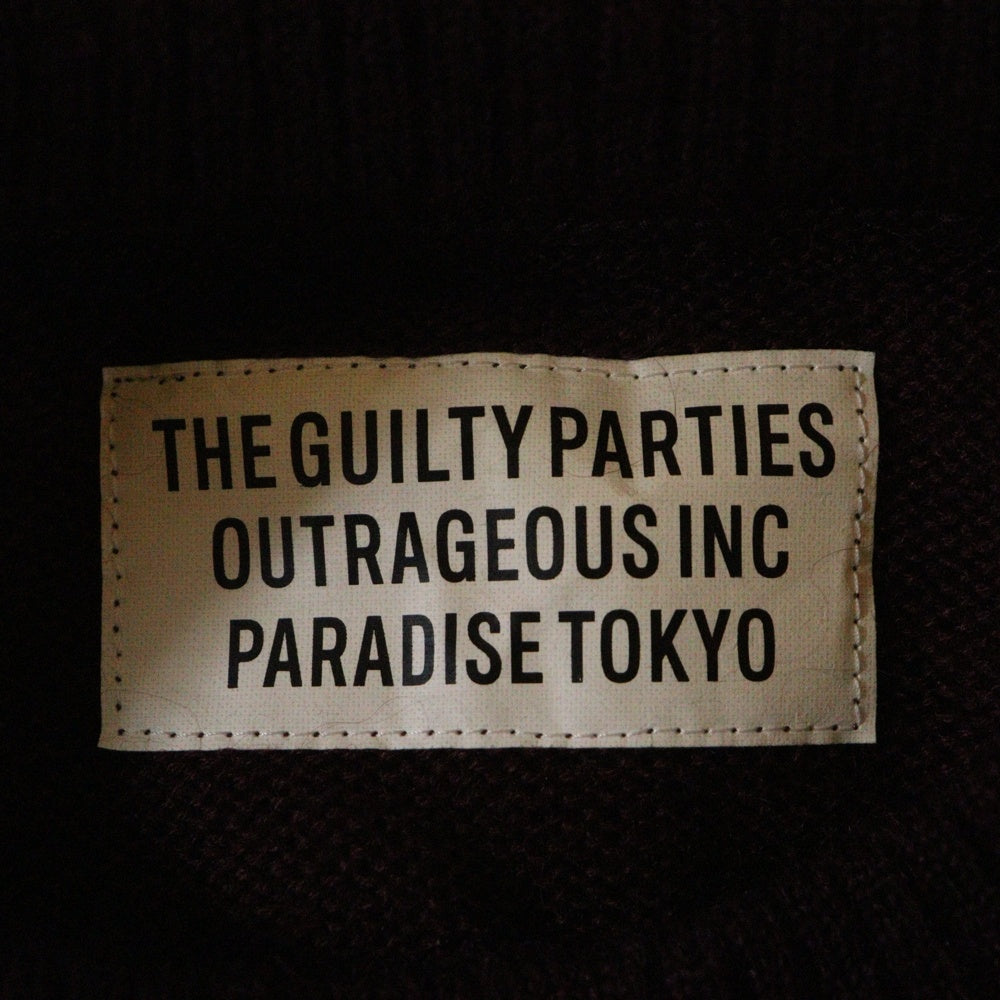 THE GUILTY PARTIES
OUTRAGEOUS INC
PARADISE TOKYO